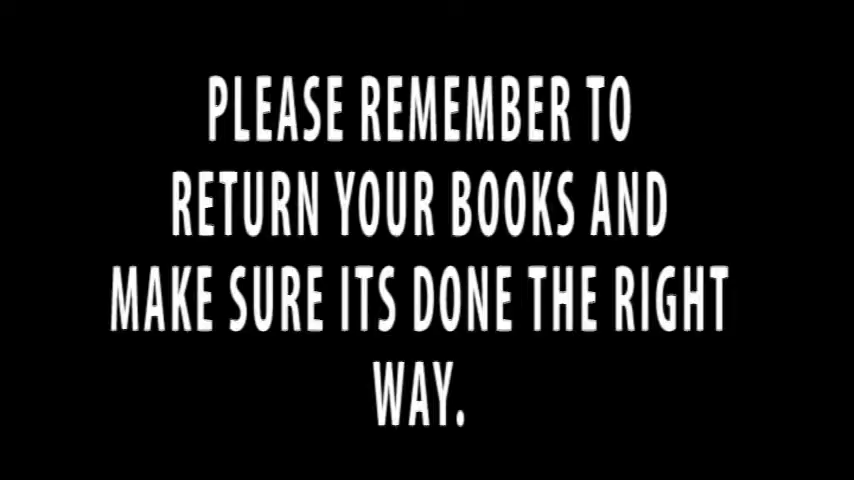 PLEASE REMEMBER TO
RETURN YOUR BOOKS AND
MAKE SURE ITS DONE THE RIGHT
WAY.